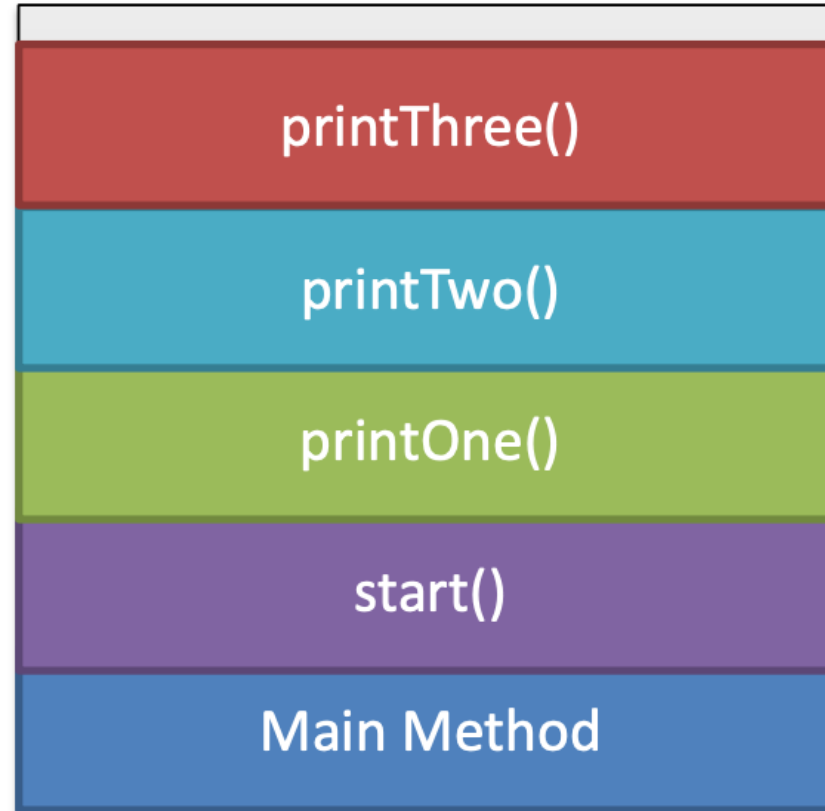 printThree()
printTwo()
printOne()
start()
Main Method